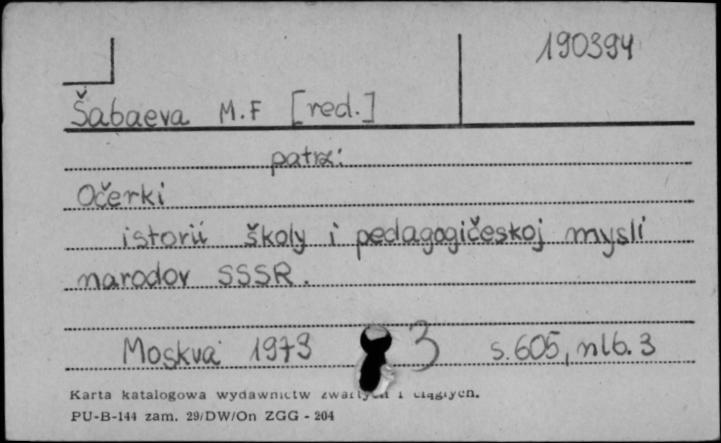 190394
Šabaeva M.F [red.]
patrz:
Očerki
istorii školy i pedagogičeskoj mysli
narodov SSSR.
Moskva 1973 3 s.605, nlb. 3
Karta katalogowa wydawnictw zwartych i ciągłych.
PU-B-144 zam. 29/DW/On ZGG - 204